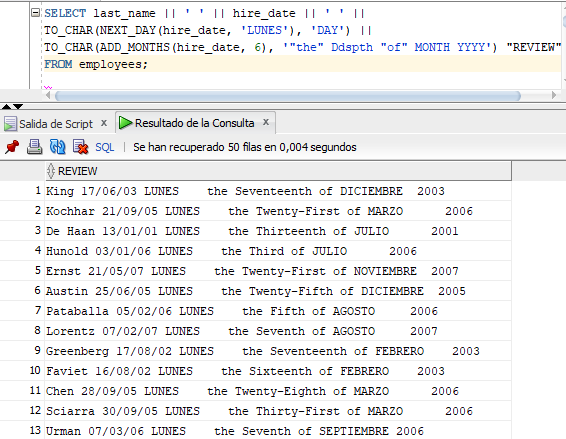 SELECT last_name || ' ' || hire_date || ' ' ||
TO_CHAR(NEXT_DAY(hire_date, 'LUNES'), 'DAY') ||
TO_CHAR(ADD_MONTHS(hire_date, 6), '"the" Ddspth "of" MONTH YYYY') "REVIEW"
FROM employees;
Salida de Script x Resultado de la Consulta x
SQL | Se han recuperado 50 filas en 0,004 segundos
REVIEW
1 King 17/06/03 LUNES the Seventeenth of DICIEMBRE 2003
2 Kochhar 21/09/05 LUNES the Twenty-First of MARZO 2006
3 De Haan 13/01/01 LUNES the Thirteenth of JULIO 2001
4 Hunold 03/01/06 LUNES the Third of JULIO 2006
5 Ernst 21/05/07 LUNES the Twenty-First of NOVIEMBRE 2007
6 Austin 25/06/05 LUNES the Twenty-Fifth of DICIEMBRE 2005
7 Pataballa 05/02/06 LUNES the Fifth of AGOSTO 2006
8 Lorentz 07/02/07 LUNES the Seventh of AGOSTO 2007
9 Greenberg 17/08/02 LUNES the Seventeenth of FEBRERO 2003
10 Faviet 16/08/02 LUNES the Sixteenth of FEBRERO 2003
11 Chen 28/09/05 LUNES the Twenty-Eighth of MARZO 2006
12 Sciarra 30/09/05 LUNES the Thirty-First of MARZO 2006
13 Urman 07/03/06 LUNES the Seventh of SEPTIEMBRE 2006